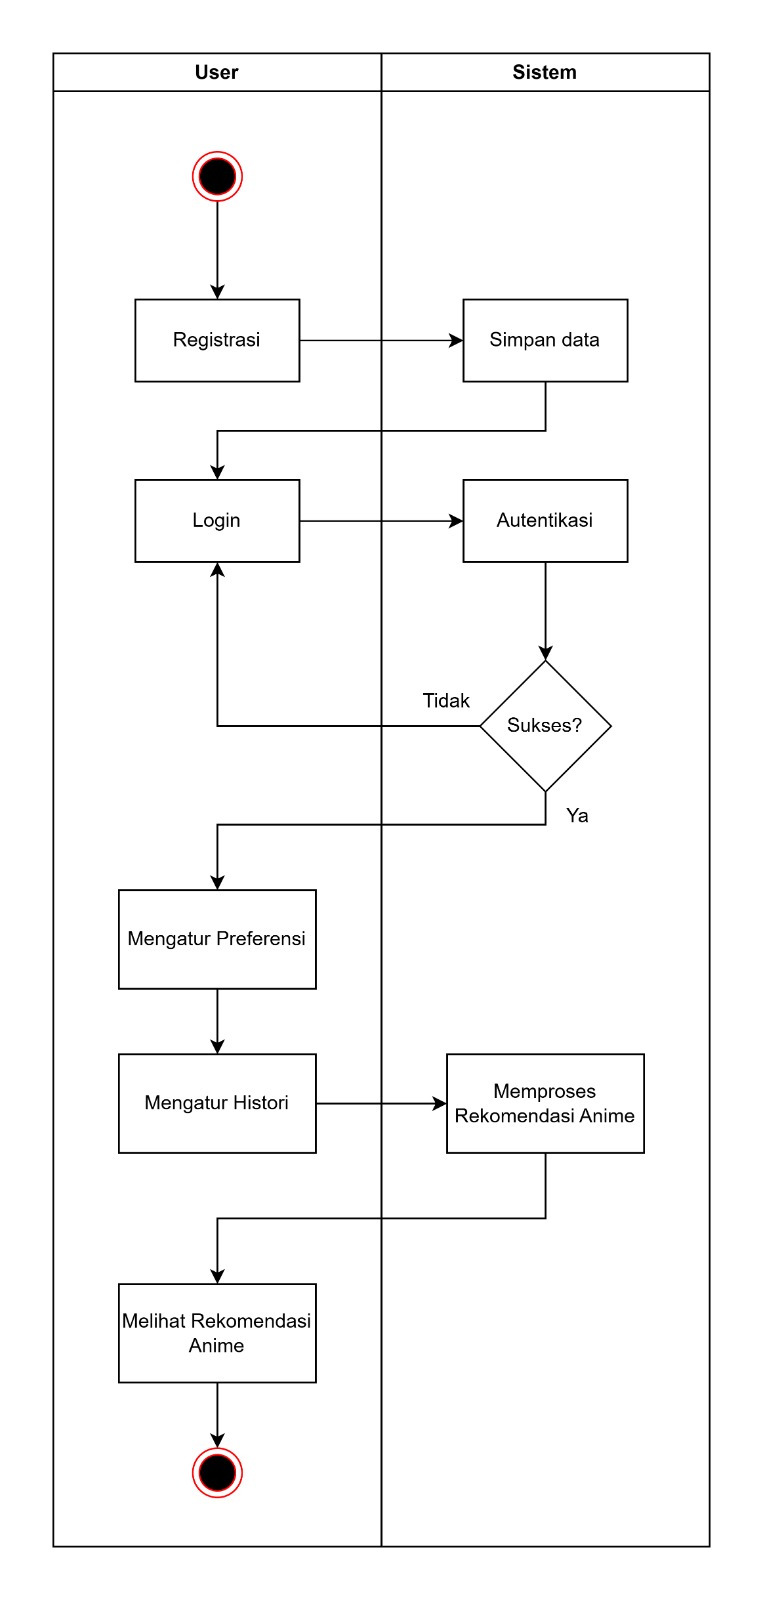 User
Sistem
Registrasi
Simpan data
Login
Autentikasi
Sukses?
Tidak
Ya
Mengatur Preferensi
Mengatur Histori
Memproses
Rekomendasi Anime
Melihat Rekomendasi
Anime